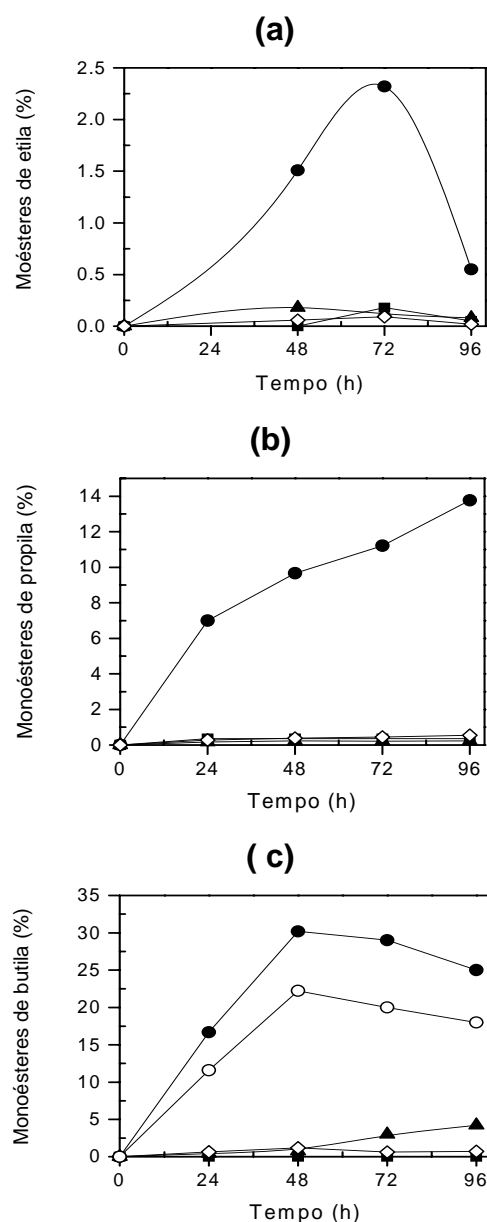 (a)
2.5
2.0
1.5
1.0
0.5
0.0
Moésteres de etila (%)
0 24 48 72 96
Tempo (h)
(b)
14
12
10
8
6
4
2
0
Monoésteres de propila (%)
0 24 48 72 96
Tempo (h)
( c)
35
30
25
20
15
10
5
0
Monoésteres de butila (%)
0 24 48 72 96
Tempo (h)